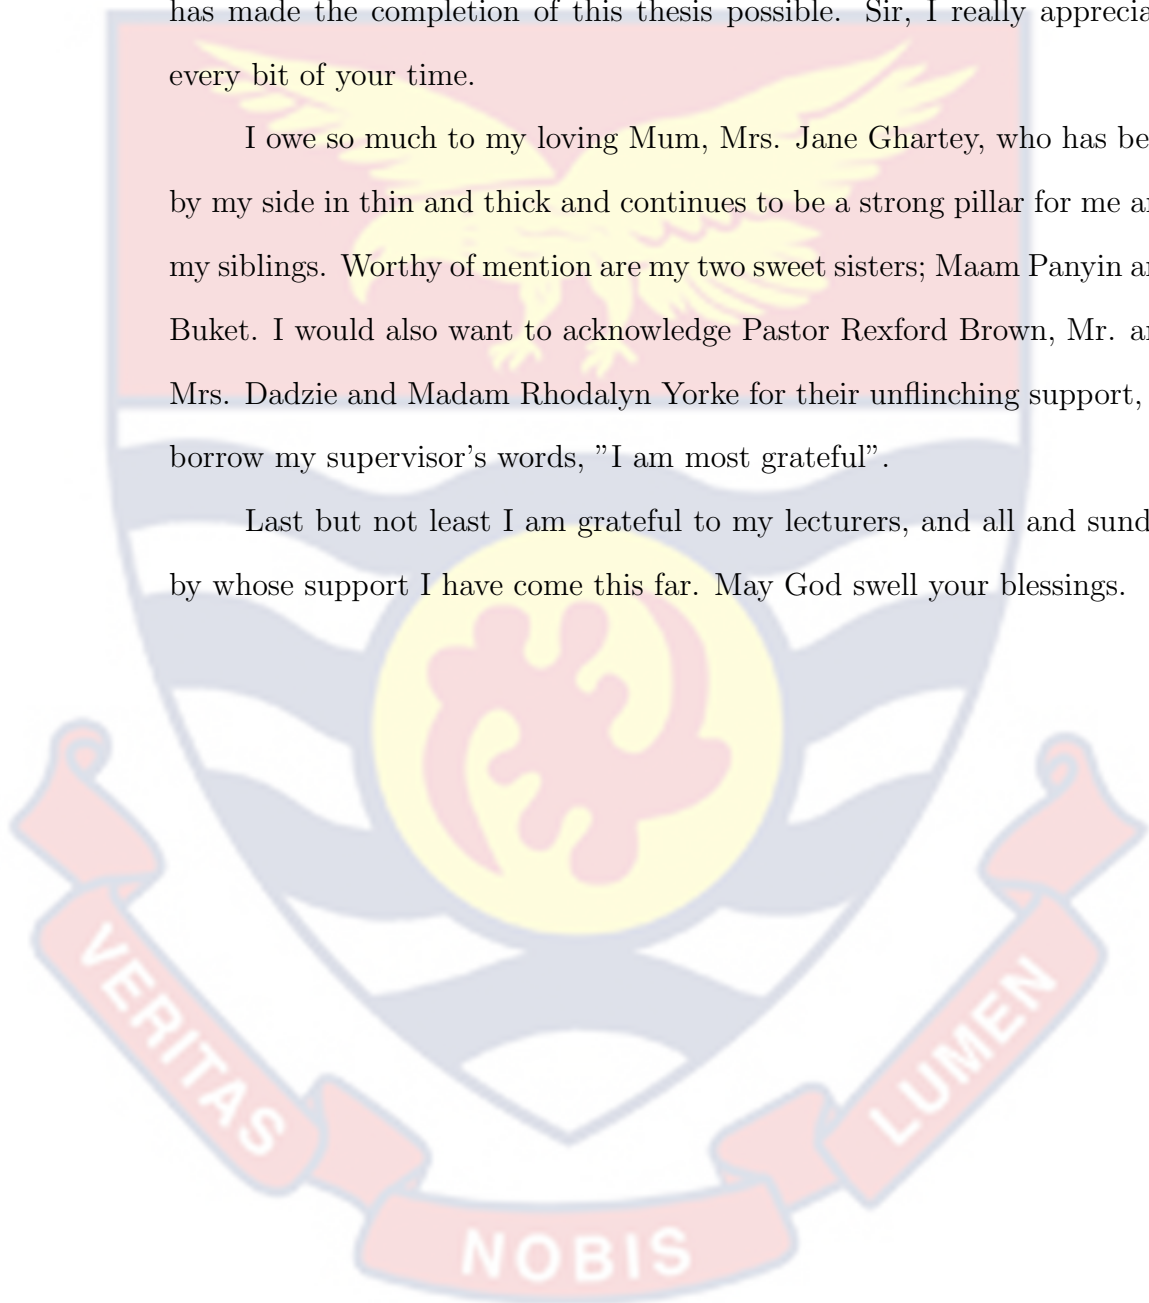 has made the completion of this thesis possible. Sir, I really apprecia
every bit of your time.
I owe so much to my loving Mum, Mrs. Jane Ghartey, who has be
by my side in thin and thick and continues to be a strong pillar for me a
my siblings. Worthy of mention are my two sweet sisters; Maam Panyin a
Buket. I would also want to acknowledge Pastor Rexford Brown, Mr. a
Mrs. Dadzie and Madam Rhodalyn Yorke for their unflinching support,
borrow my supervisor's words, ”I am most grateful”.
Last but not least I am grateful to my lecturers, and all and sund
by whose support I have come this far. May God swell your blessings.
VERITAS
NOBIS
LUMEN